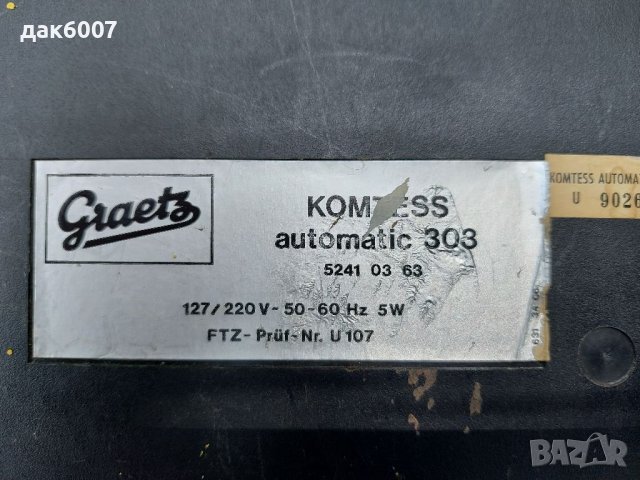 дак6007
Graetz
KOMTESS
automatic 303
5241 03 63
127/220 V~ 50-60 Hz 5W
FTZ-Prüf-Nr. U 107
KOMTESS AUTOMA
U 9026
BAZAR